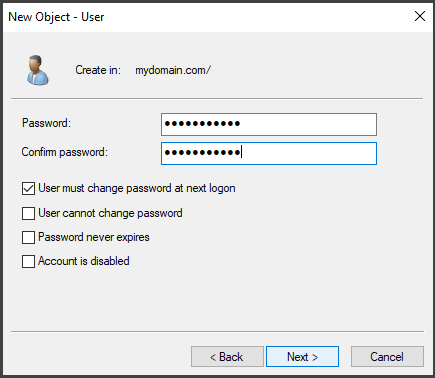 New Object - User
Create in: mydomain.com/
Password: ●●●●●●●●●●●
Confirm password: ●●●●●●●●●●●
User must change password at next logon
User cannot change password
Password never expires
Account is disabled
< Back Next > Cancel